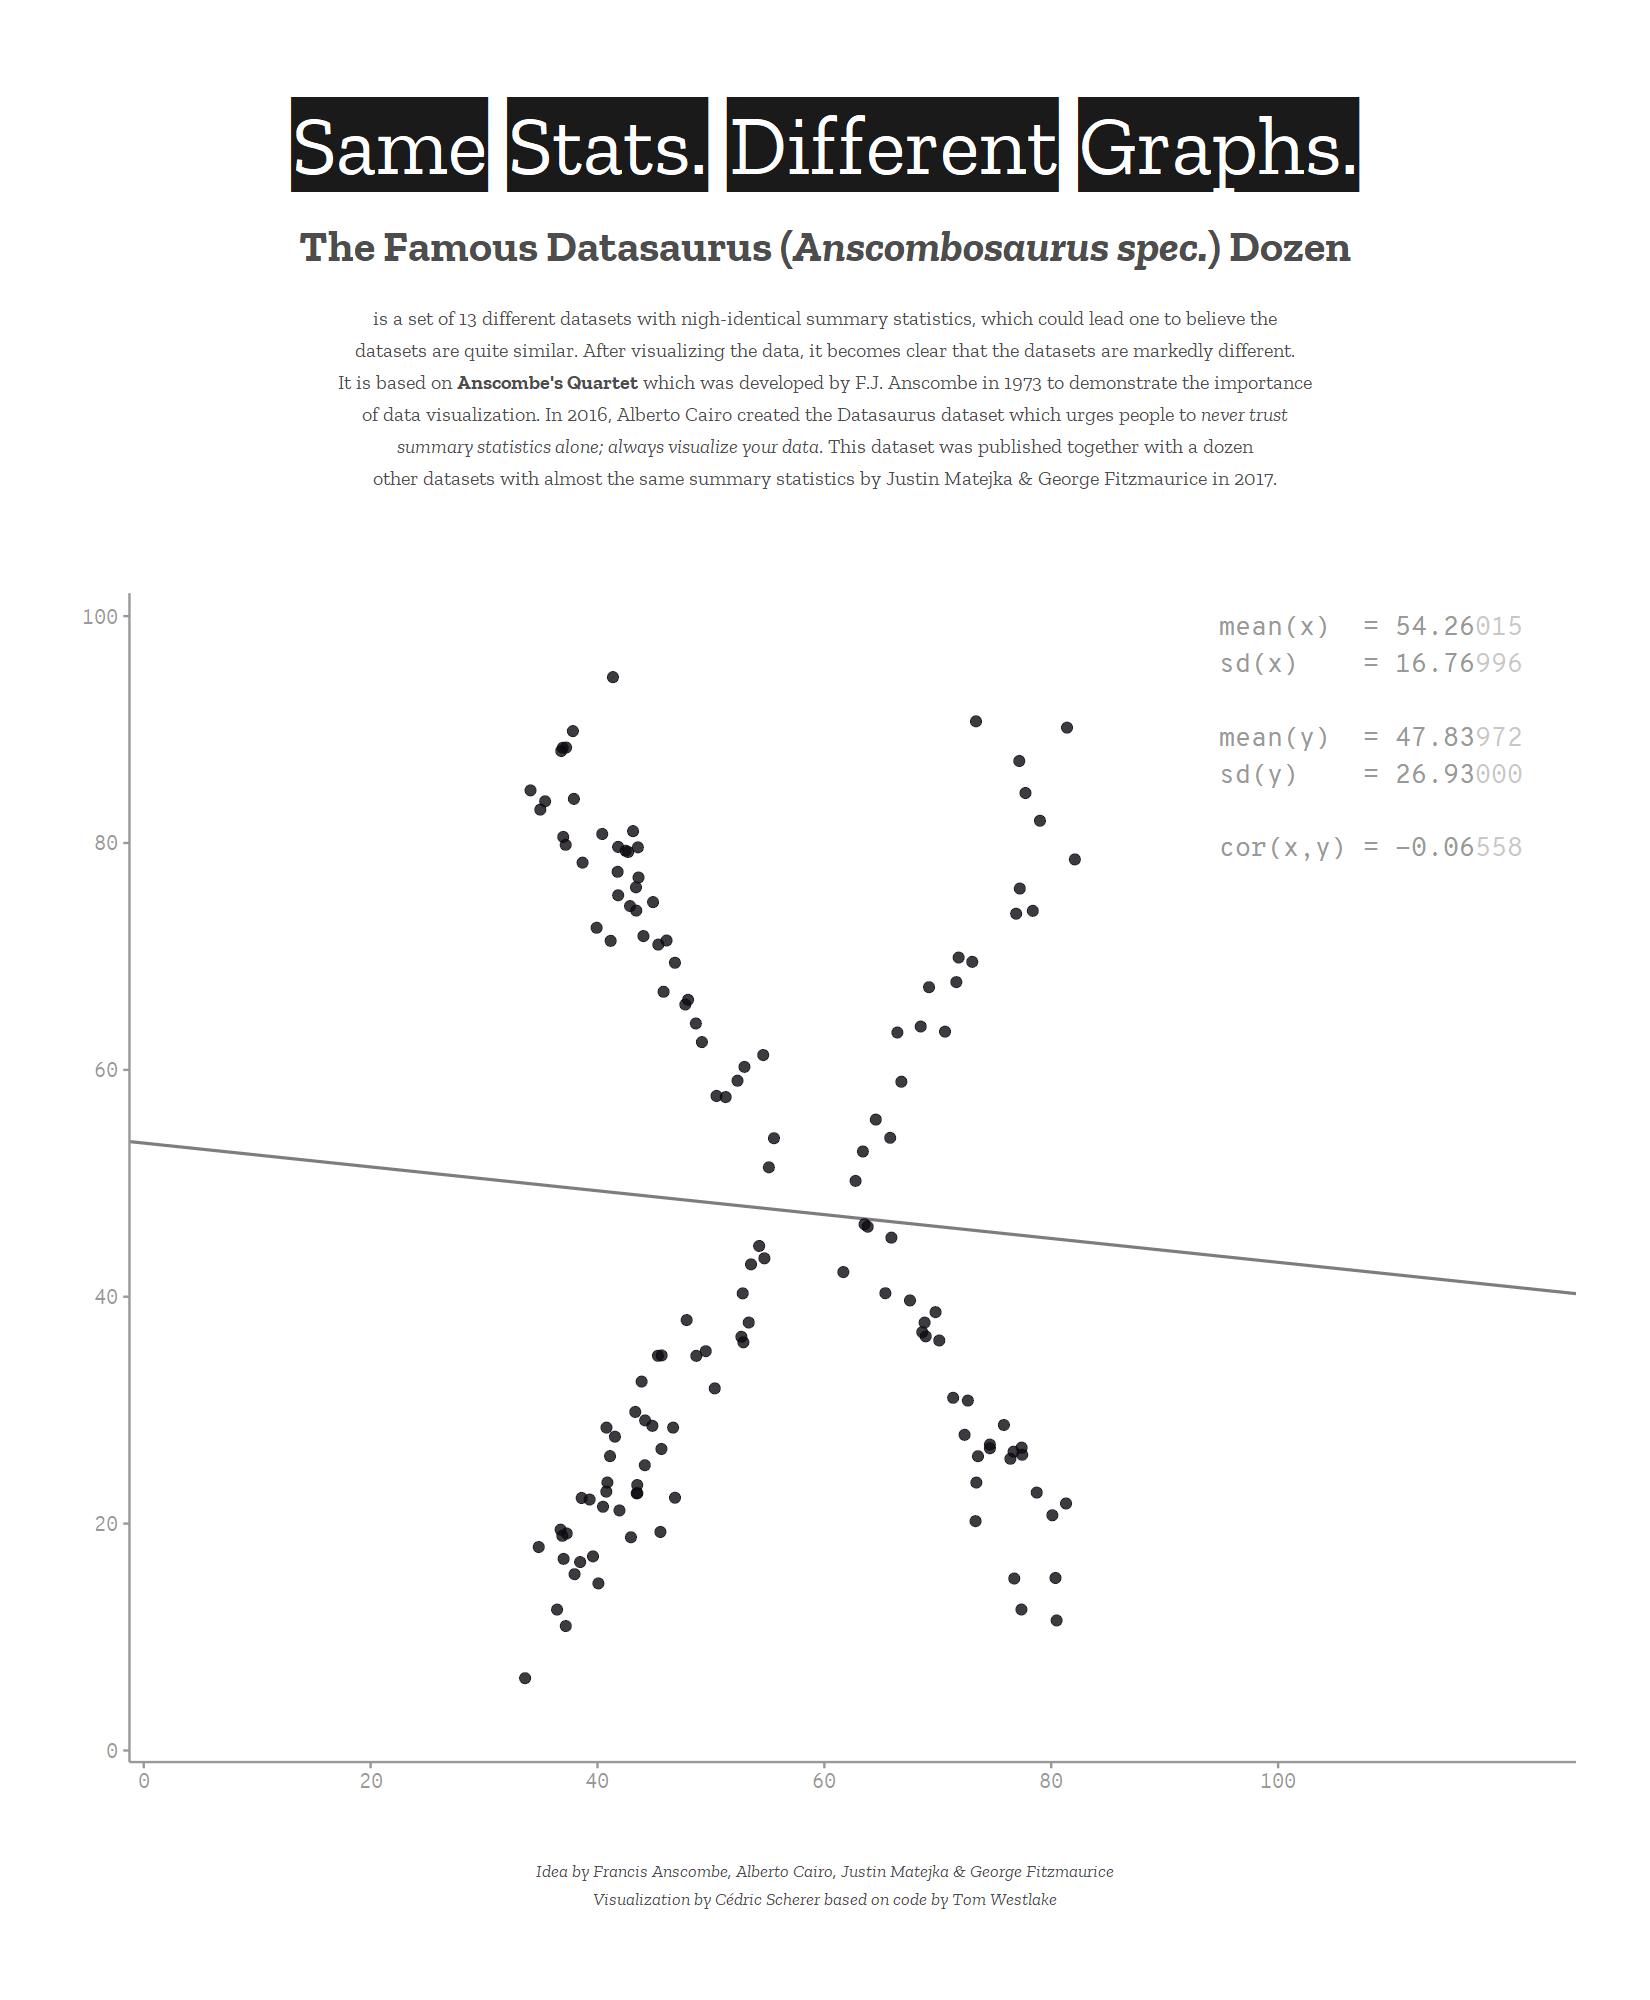 Same Stats. Different Graphs.
The Famous Datasaurus (Anscombosaurus spec.) Dozen
is a set of 13 different datasets with nigh-identical summary statistics, which could lead one to believe the
datasets are quite similar. After visualizing the data, it becomes clear that the datasets are markedly different.
It is based on Anscombe's Quartet which was developed by F.J. Anscombe in 1973 to demonstrate the importance
of data visualization. In 2016, Alberto Cairo created the Datasaurus dataset which urges people to never trust
summary statistics alone; always visualize your data. This dataset was published together with a dozen
other datasets with almost the same summary statistics by Justin Matejka & George Fitzmaurice in 2017.
mean(x) = 54.26015
sd(x) = 16.76996
mean(y) = 47.83972
sd(y) = 26.93000
cor(x,y) = −0.06558
100
80
60
40
20
0
0 20 40 60 80 100
Idea by Francis Anscombe, Alberto Cairo, Justin Matejka & George Fitzmaurice
Visualization by Cédric Scherer based on code by Tom Westlake